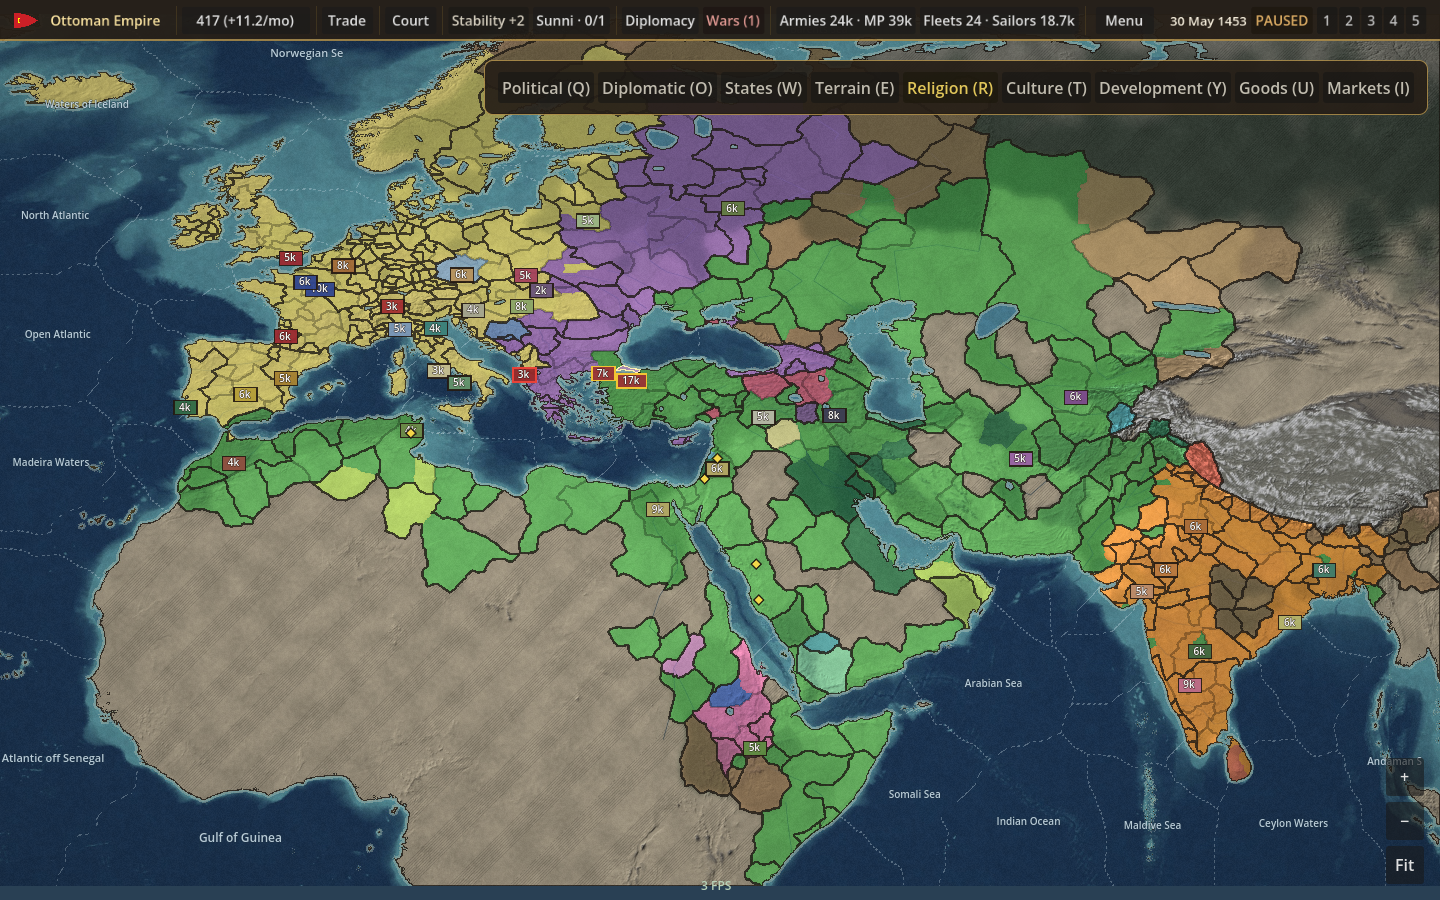 Ottoman Empire 417 (+11.2/mo) Trade Court Stability +2 Sunni · 0/1 Diplomacy Wars (1) Armies 24k · MP 39k Fleets 24 · Sailors 18.7k Menu 30 May 1453 PAUSED 1 2 3 4 5
Norwegian Se
Political (Q) Diplomatic (O) States (W) Terrain (E) Religion (R) Culture (T) Development (Y) Goods (U) Markets (I)
Waters of Iceland
6k
North Atlantic
5k
5k
8k
6k
5k
6k
2k
3k
4k
8k
Open Atlantic
5k
4k
6k
3k
3k
7k
17k
5k
5k
6k
6k
4k
5k
8k
4k
5k
Madeira Waters
6k
9k
6k
6k
6k
5k
6k
6k
Arabian Sea
9k
5k
Atlantic off Senegal
Somali Sea
Indian Ocean
Maldive Sea
Ceylon Waters
Gulf of Guinea
+
−
Fit
3 FPS